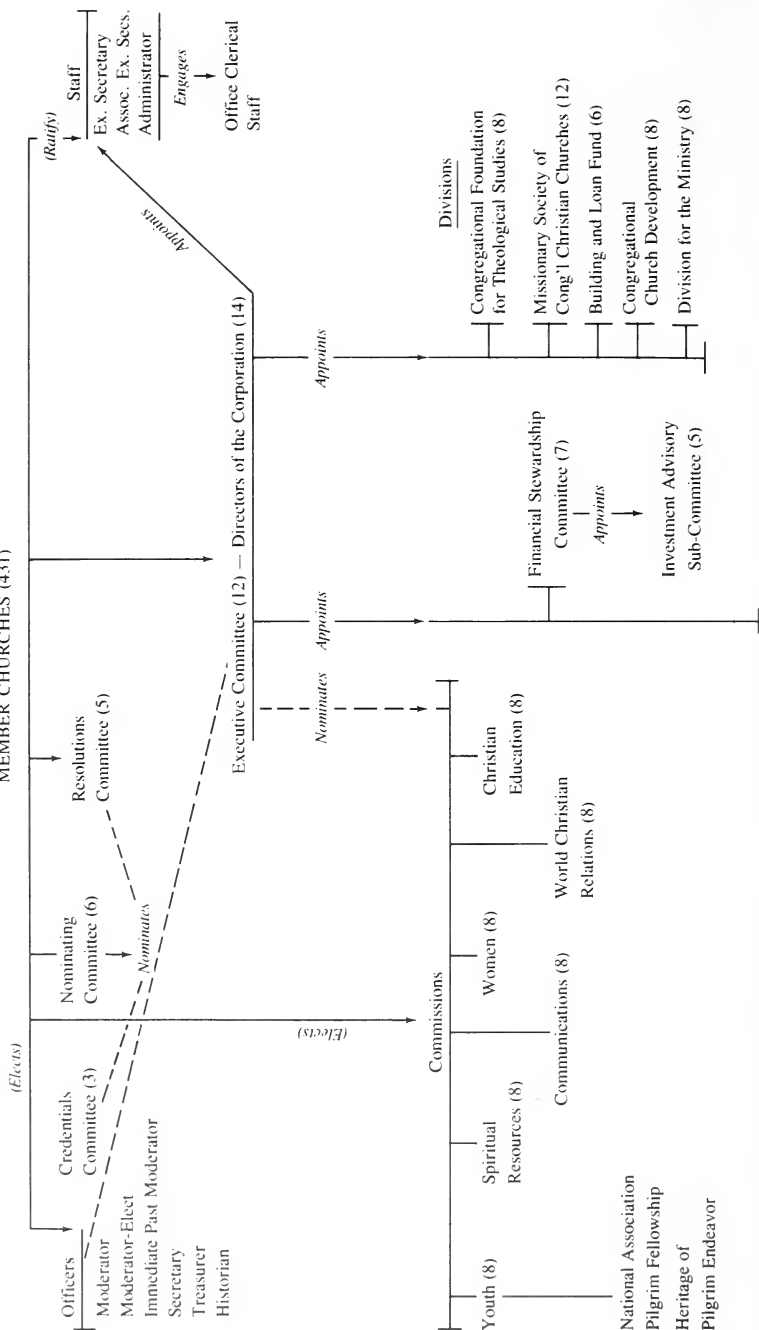 MEMBER CHURCHES (431)
(Elects)
(Ratify)
Officers
Moderator
Moderator-Elect
Immediate Past Moderator
Secretary
Treasurer
Historian
Credentials
Committee (3)
Nominating
Committee (6)
Nominates
Resolutions
Committee (5)
Staff
Ex. Secretary
Assoc. Ex. Secs.
Administrator
Engages
Office Clerical
Staff
Appoints
Executive Committee (12) — Directors of the Corporation (14)
(Elects)
Nominates
Appoints
Appoints
Commissions
Youth (8)
Spiritual
Resources (8)
Communications (8)
Women (8)
World Christian
Relations (8)
Christian
Education (8)
National Association
Pilgrim Fellowship
Heritage of
Pilgrim Endeavor
Financial Stewardship
Committee (7)
Appoints
Investment Advisory
Sub-Committee (5)
Divisions
Congregational Foundation
for Theological Studies (8)
Missionary Society of
Cong'l Christian Churches (12)
Building and Loan Fund (6)
Congregational
Church Development (8)
Division for the Ministry (8)